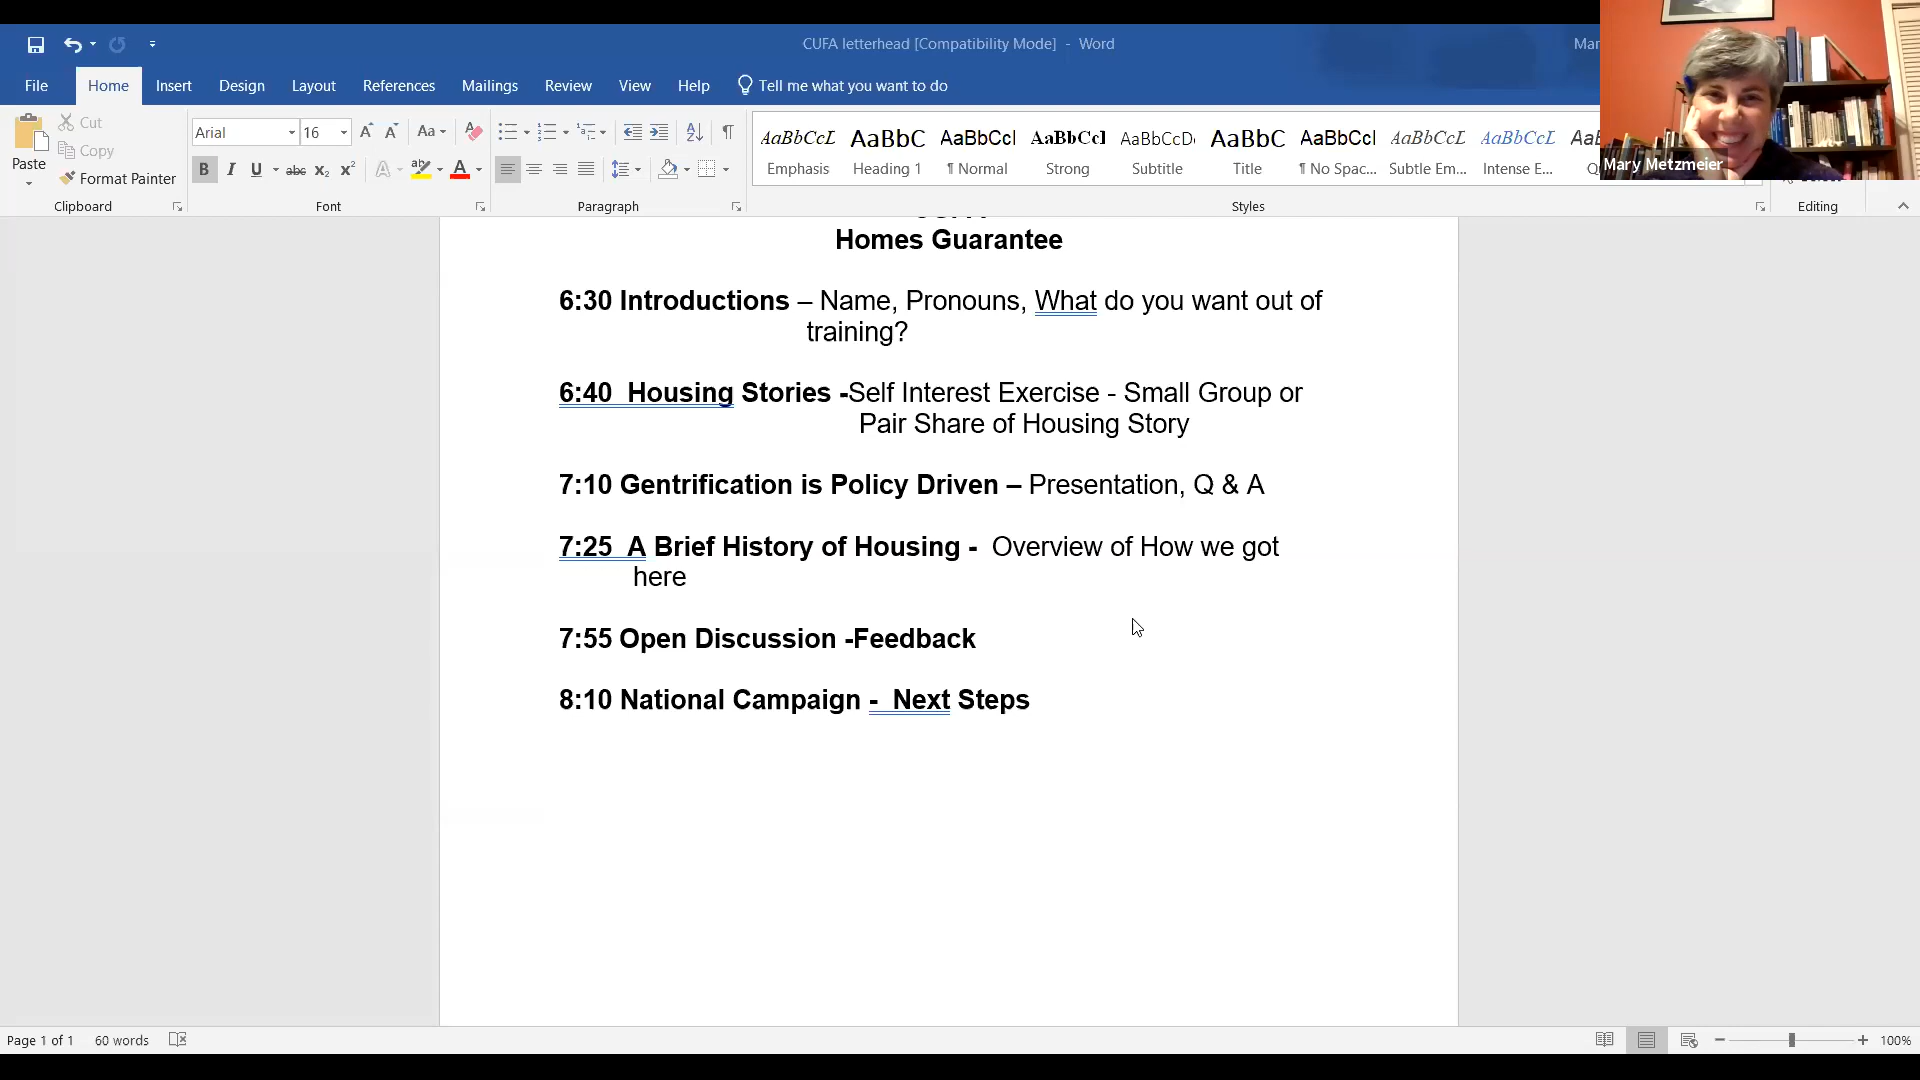 CUFA letterhead [Compatibility Mode] - Word
File Home Insert Design Layout References Mailings Review View Help Tell me what you want to do
Cut
Copy
Paste
Format Painter
Arial 16
Aa
B I U abc X₂ X²
AaBbCcL AaBbC AaBbCcI AaBbCcI AaBbCcDc AaBbC AaBbCcI AaBbCcL AaBbCcL
Emphasis Heading 1 ¶ Normal Strong Subtitle Title ¶ No Spac... Subtle Em... Intense E...
Mary Metzmeier
Clipboard Font Paragraph Styles Editing
Homes Guarantee
6:30 Introductions – Name, Pronouns, What do you want out of
training?
6:40 Housing Stories -Self Interest Exercise - Small Group or
Pair Share of Housing Story
7:10 Gentrification is Policy Driven – Presentation, Q & A
7:25 A Brief History of Housing - Overview of How we got
here
7:55 Open Discussion -Feedback
8:10 National Campaign - Next Steps
Page 1 of 1 60 words 100%